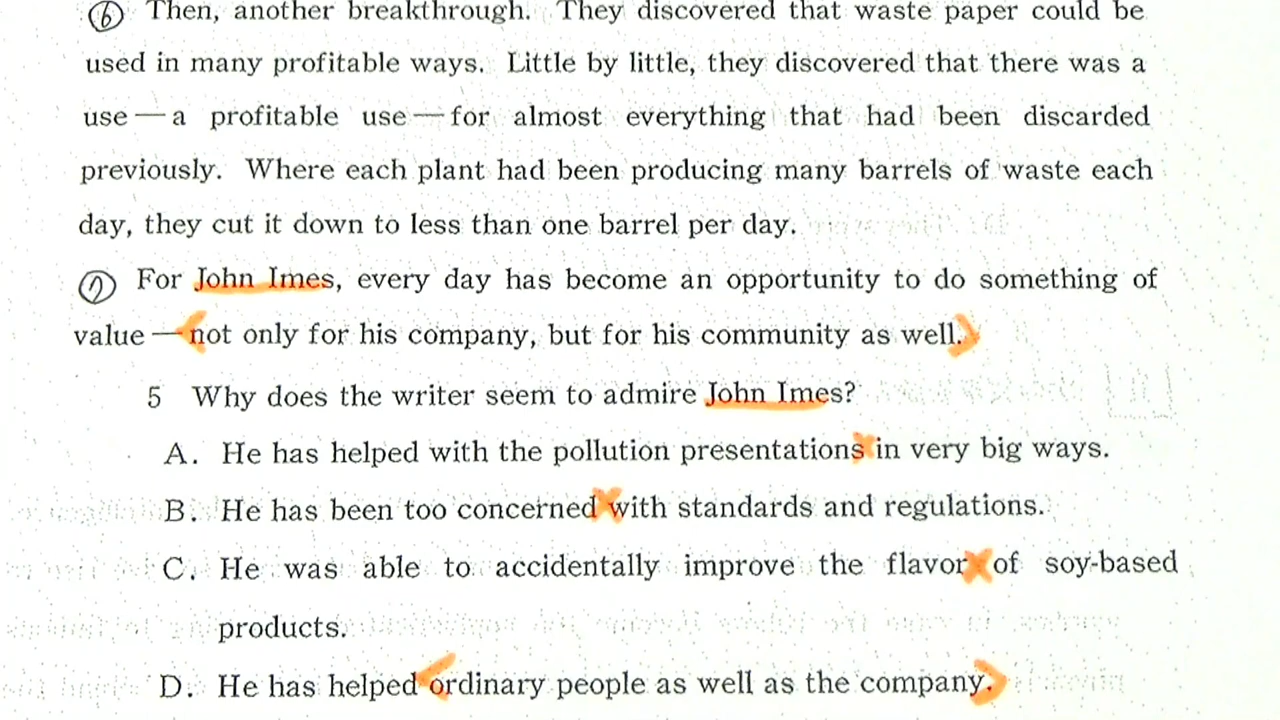 ⑥ Then, another breakthrough. They discovered that waste paper could be
used in many profitable ways. Little by little, they discovered that there was a
use — a profitable use — for almost everything that had been discarded
previously. Where each plant had been producing many barrels of waste each
day, they cut it down to less than one barrel per day.
⑦ For John Imes, every day has become an opportunity to do something of
value — not only for his company, but for his community as well.
5 Why does the writer seem to admire John Imes?
A. He has helped with the pollution presentations in very big ways.
B. He has been too concerned with standards and regulations.
C. He was able to accidentally improve the flavor of soy-based
products.
D. He has helped ordinary people as well as the company.